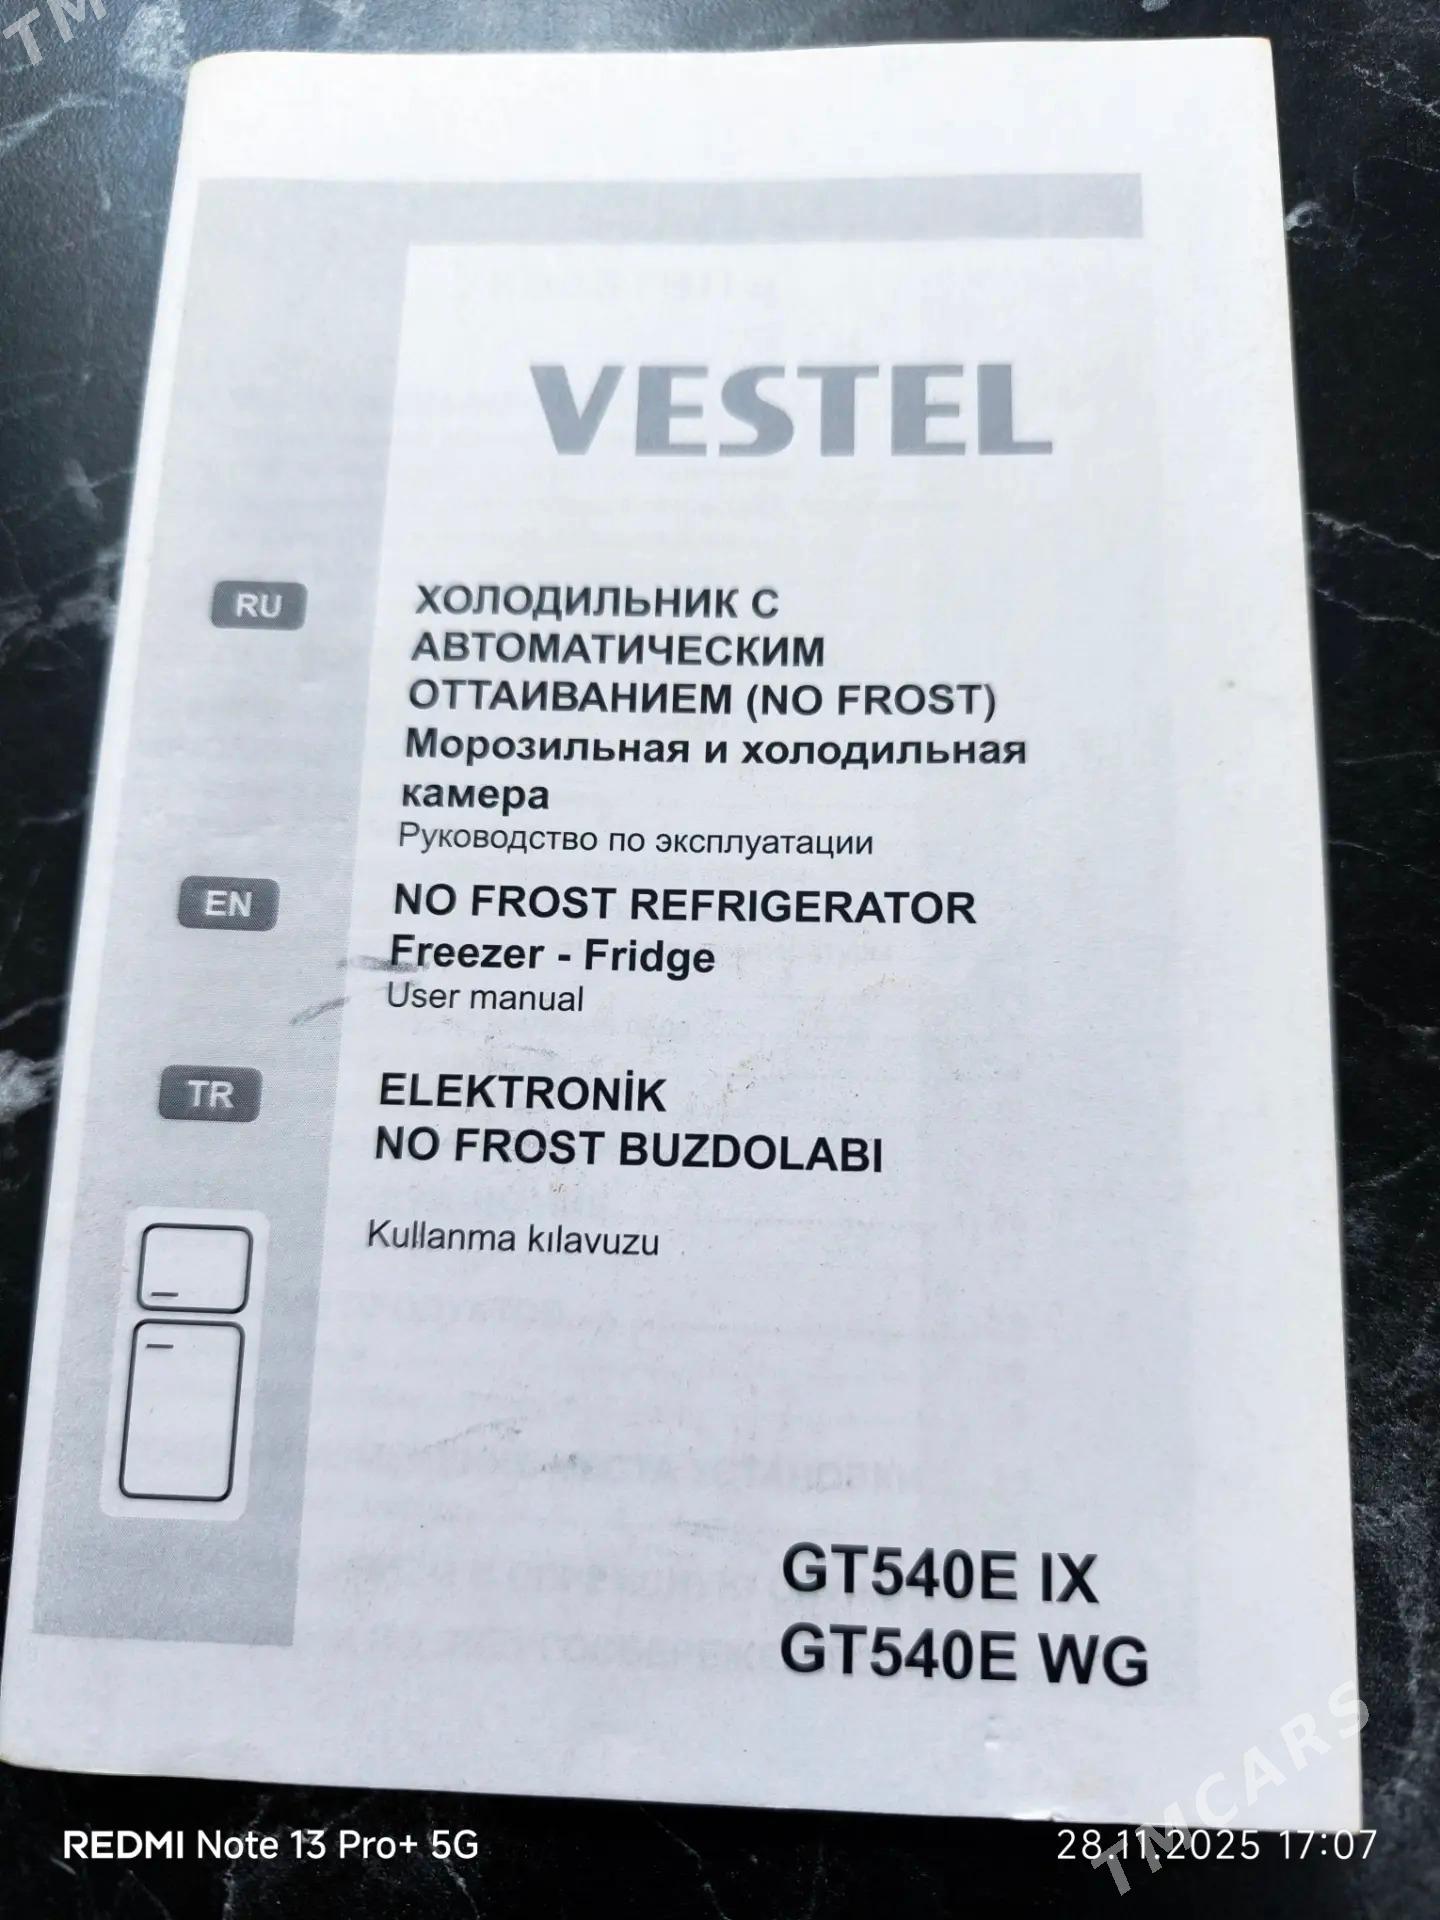 TM
VESTEL
RU
ХОЛОДИЛЬНИК С
АВТОМАТИЧЕСКИМ
ОТТАИВАНИЕМ (NO FROST)
Морозильная и холодильная
камера
Руководство по эксплуатации
EN
NO FROST REFRIGERATOR
Freezer - Fridge
User manual
TR
ELEKTRONİK
NO FROST BUZDOLABI
Kullanma kılavuzu
GT540E IX
GT540E WG
TMCARS
REDMI Note 13 Pro+ 5G
28.11.2025 17:07